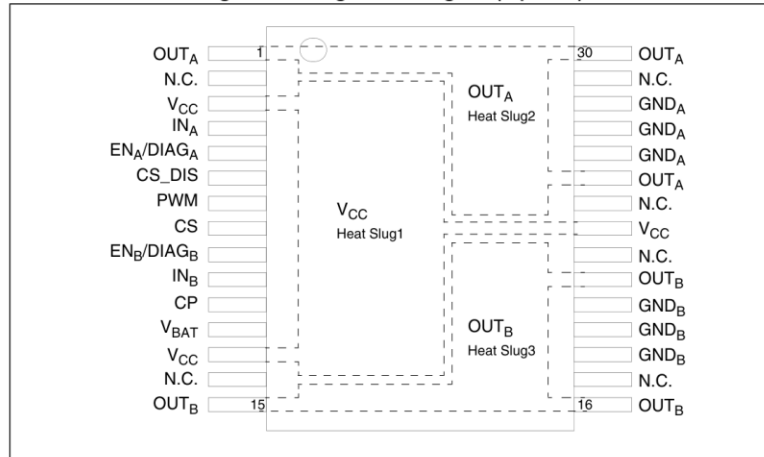 OUTA 1 30 OUTA
N.C. OUTA N.C.
VCC Heat Slug2 GNDA
INA GNDA
ENA/DIAGA GNDA
CS_DIS OUTA
PWM VCC N.C.
CS Heat Slug1 VCC
ENB/DIAGB N.C.
INB OUTB
CP OUTB GNDB
VBAT Heat Slug3 GNDB
VCC GNDB
N.C. N.C.
OUTB 15 16 OUTB